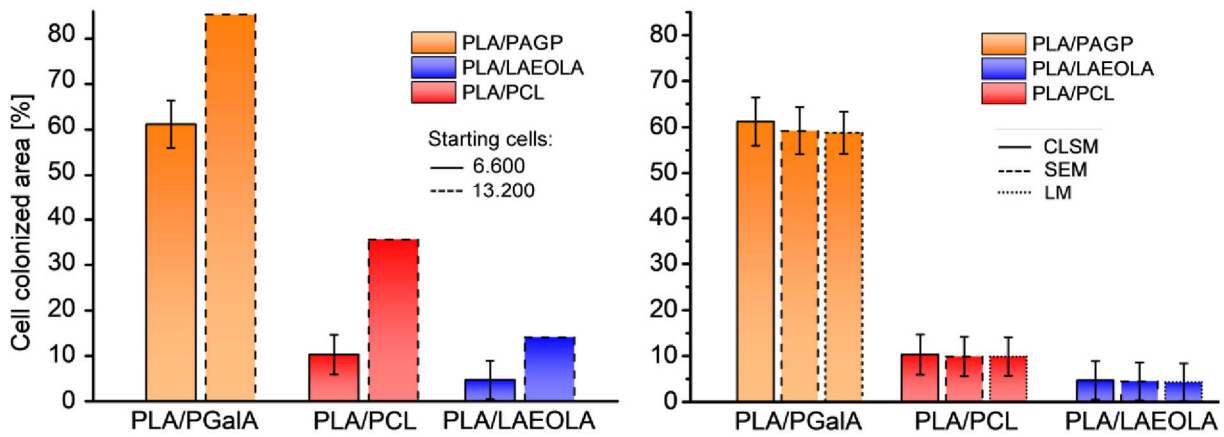 Cell colonized area [%]
80
70
60
50
40
30
20
10
0
PLA/PAGP
PLA/LAEOLA
PLA/PCL
Starting cells:
6.600
13.200
PLA/PGalA
PLA/PCL
PLA/LAEOLA
80
70
60
50
40
30
20
10
0
PLA/PAGP
PLA/LAEOLA
PLA/PCL
CLSM
SEM
LM
PLA/PGalA
PLA/PCL
PLA/LAEOLA